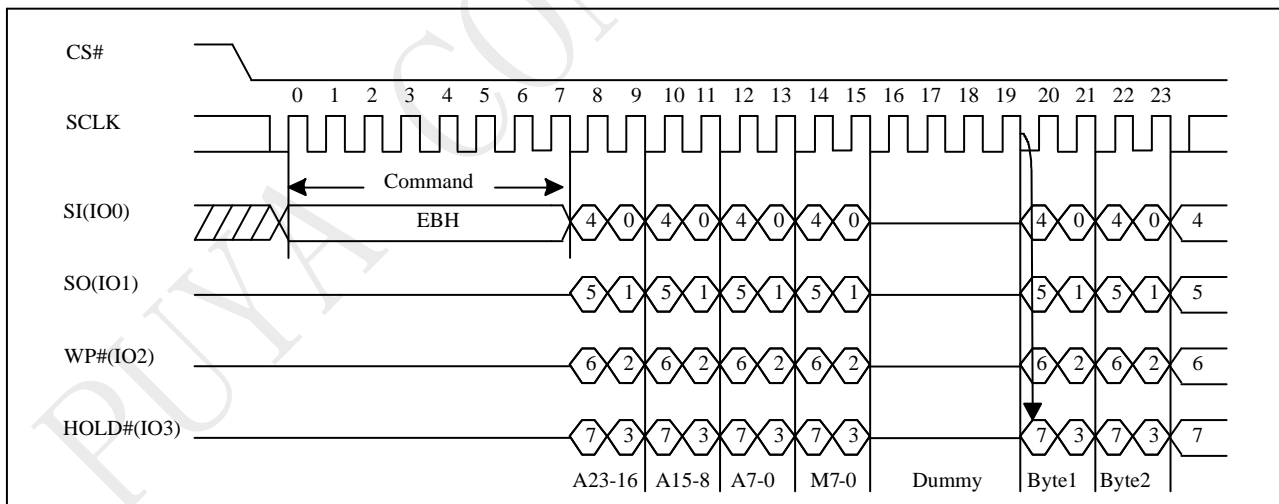 PUYA CON
CS#
0 1 2 3 4 5 6 7 8 9 10 11 12 13 14 15 16 17 18 19 20 21 22 23
SCLK
Command
SI(IO0) EBH 4 0 4 0 4 0 4 0 4 0 4 0 4
SO(IO1) 5 1 5 1 5 1 5 1 5 1 5 1 5
WP#(IO2) 6 2 6 2 6 2 6 2 6 2 6 2 6
HOLD#(IO3) 7 3 7 3 7 3 7 3 7 3 7 3 7
A23-16 A15-8 A7-0 M7-0 Dummy Byte1 Byte2